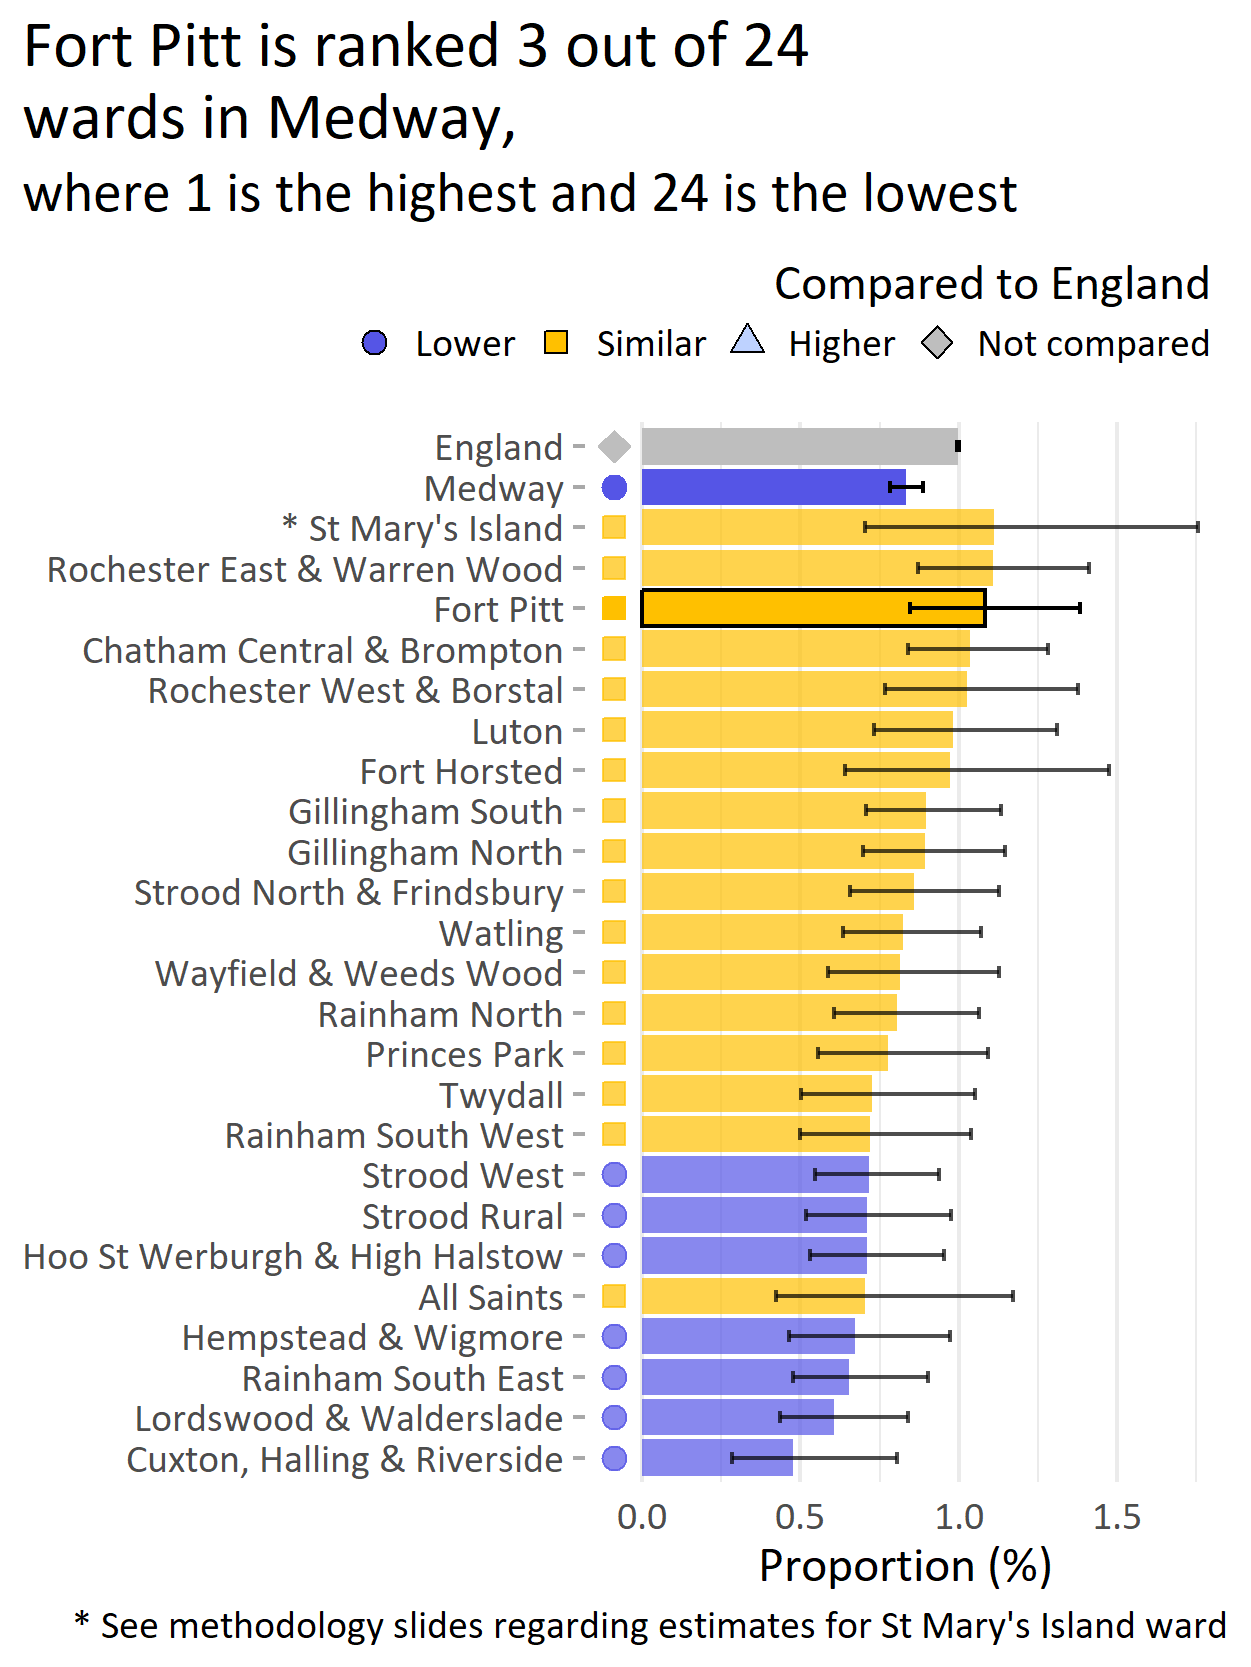 Fort Pitt is ranked 3 out of 24
wards in Medway,
where 1 is the highest and 24 is the lowest
Compared to England
Lower Similar Higher Not compared
England
Medway
* St Mary's Island
Rochester East & Warren Wood
Fort Pitt
Chatham Central & Brompton
Rochester West & Borstal
Luton
Fort Horsted
Gillingham South
Gillingham North
Strood North & Frindsbury
Watling
Wayfield & Weeds Wood
Rainham North
Princes Park
Twydall
Rainham South West
Strood West
Strood Rural
Hoo St Werburgh & High Halstow
All Saints
Hempstead & Wigmore
Rainham South East
Lordswood & Walderslade
Cuxton, Halling & Riverside
0.0 0.5 1.0 1.5
Proportion (%)
* See methodology slides regarding estimates for St Mary's Island ward